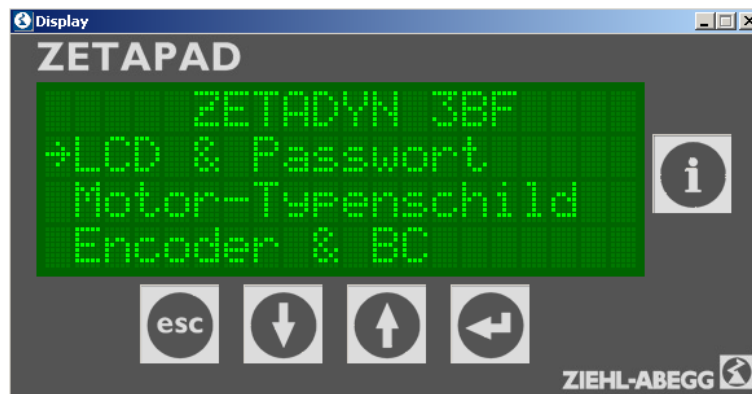 Display
ZETAPAD
ZETADYN 3BF
→LCD & Passwort
Motor-Typenschild
Encoder & BC
i
esc
ZIEHL-ABEGG